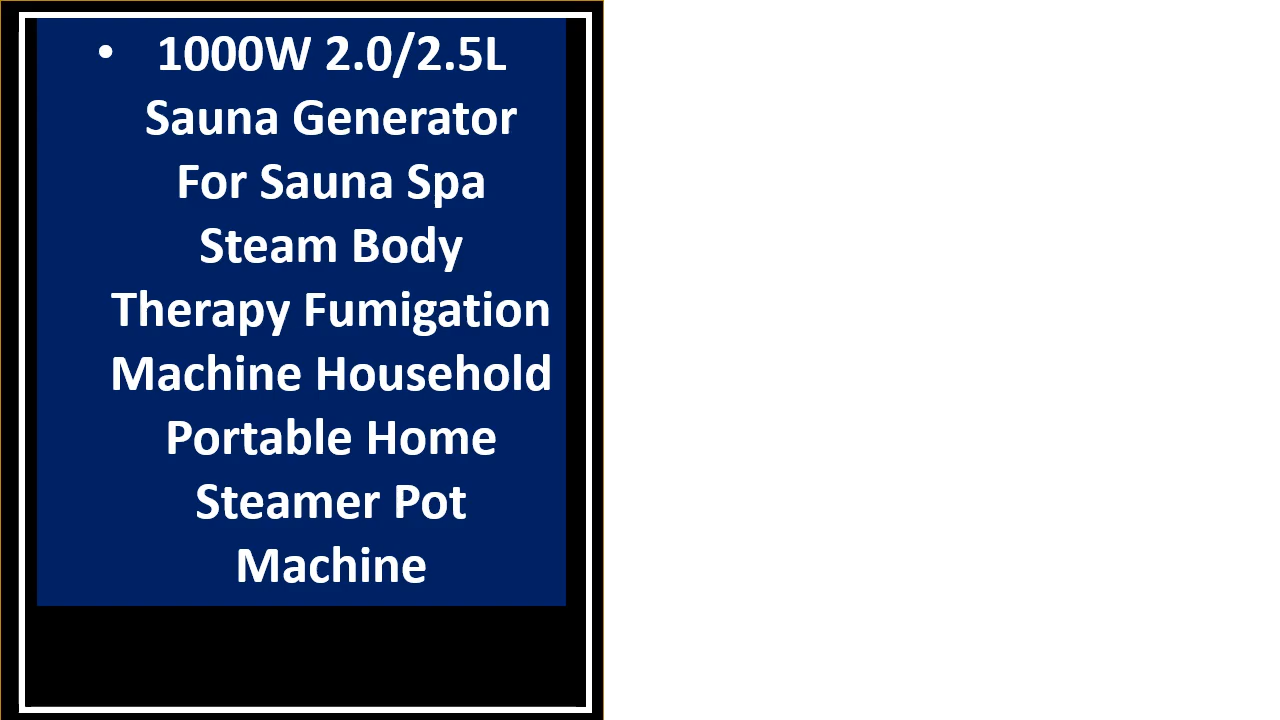 • 1000W 2.0/2.5L
Sauna Generator
For Sauna Spa
Steam Body
Therapy Fumigation
Machine Household
Portable Home
Steamer Pot
Machine